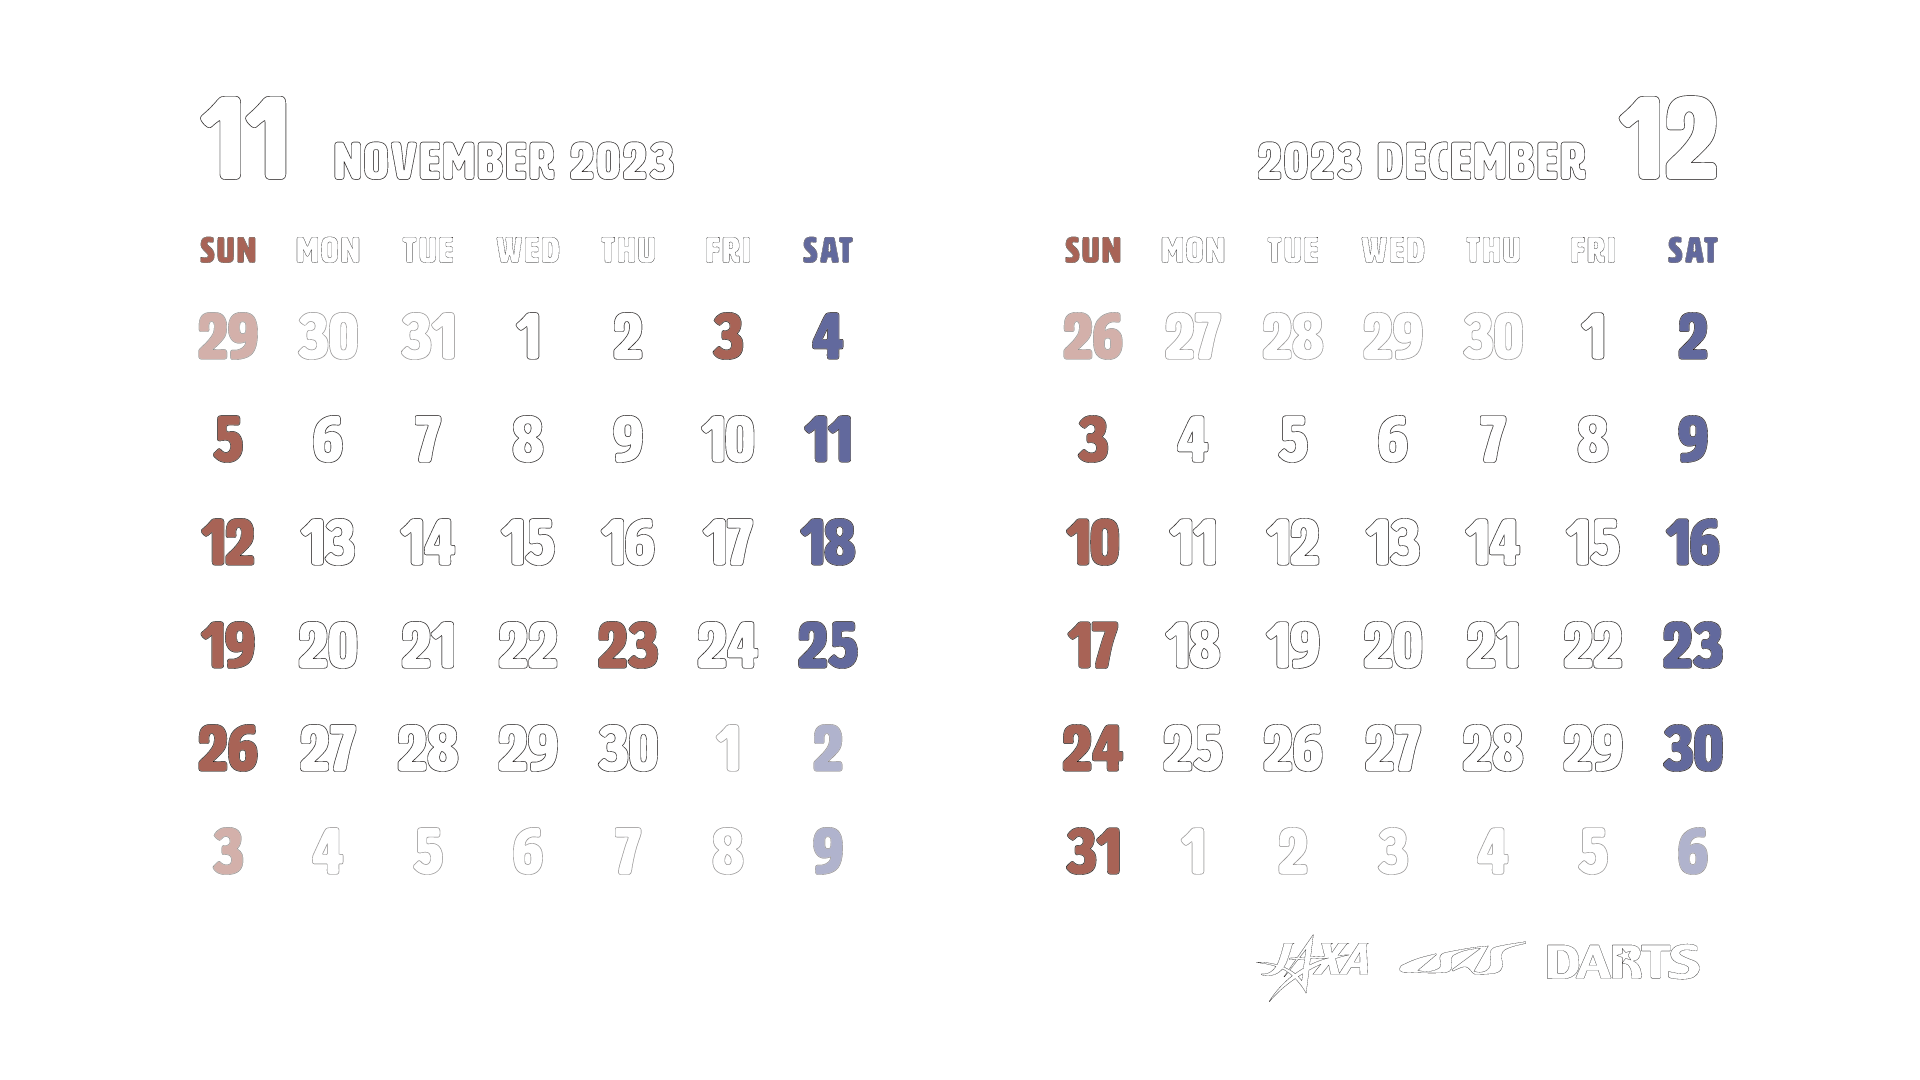 11 NOVEMBER 2023
SUN MON TUE WED THU FRI SAT
29 30 31 1 2 3 4
5 6 7 8 9 10 11
12 13 14 15 16 17 18
19 20 21 22 23 24 25
26 27 28 29 30 1 2
3 4 5 6 7 8 9
2023 DECEMBER 12
SUN MON TUE WED THU FRI SAT
26 27 28 29 30 1 2
3 4 5 6 7 8 9
10 11 12 13 14 15 16
17 18 19 20 21 22 23
24 25 26 27 28 29 30
31 1 2 3 4 5 6
JAXA ISAS DARTS